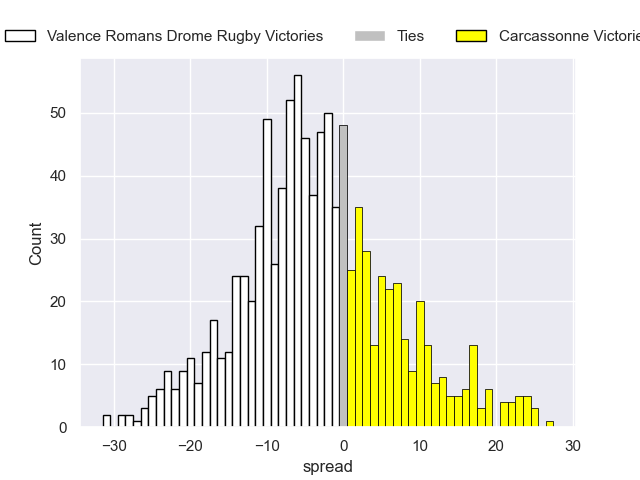 Valence Romans Drome Rugby Victories Ties Carcassonne Victorie
50
40
30
20
10
0
Count
−30 −20 −10 0 10 20 30
spread